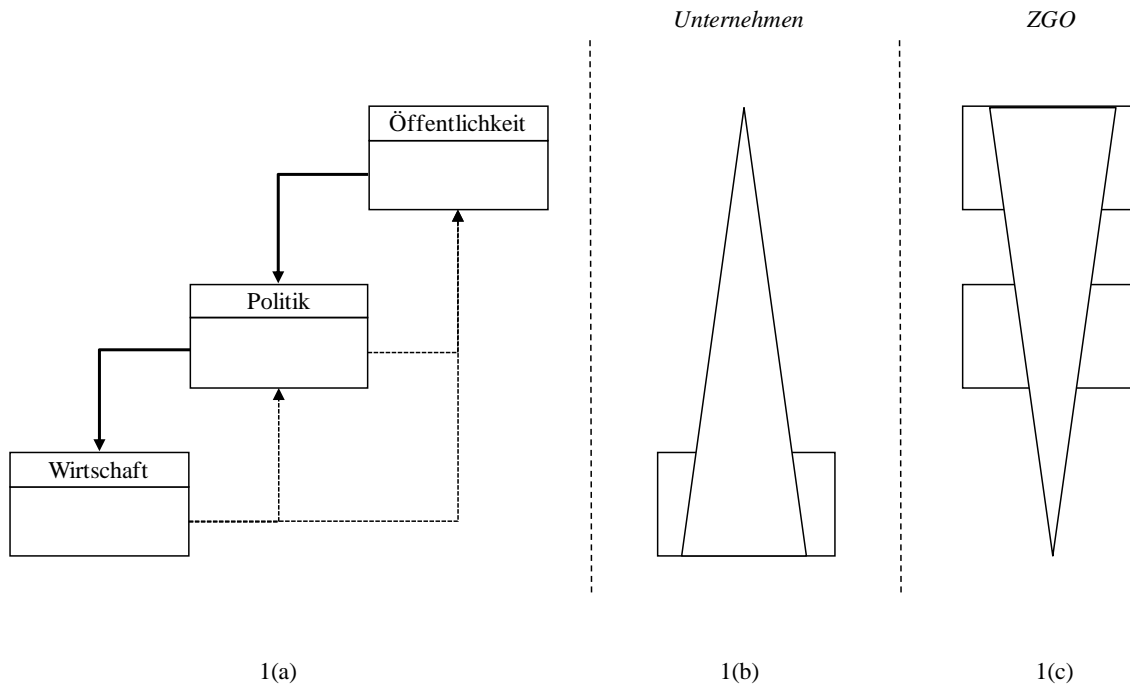 Unternehmen
ZGO
Öffentlichkeit
Politik
Wirtschaft
1(a)
1(b)
1(c)